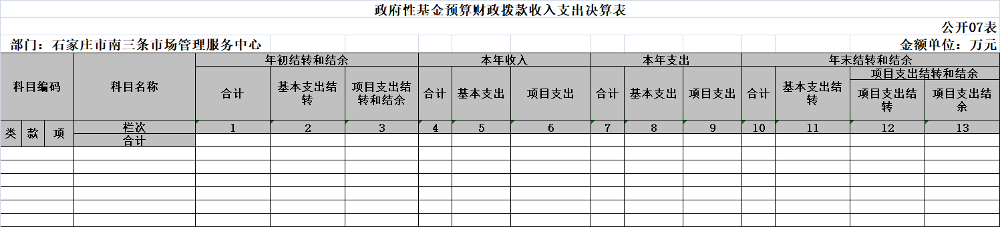 政府性基金预算财政拨款收入支出决算表
公开07表
部门：石家庄市南三条市场管理服务中心 金额单位：万元
科目编码 科目名称 年初结转和结余 本年收入 本年支出 年末结转和结余
合计 基本支出结转 项目支出结转和结余 合计 基本支出 项目支出 合计 基本支出 项目支出 合计 基本支出结转 项目支出结转和结余
项目支出结转 项目支出结余
类 款 项 栏次 1 2 3 4 5 6 7 8 9 10 11 12 13
合计